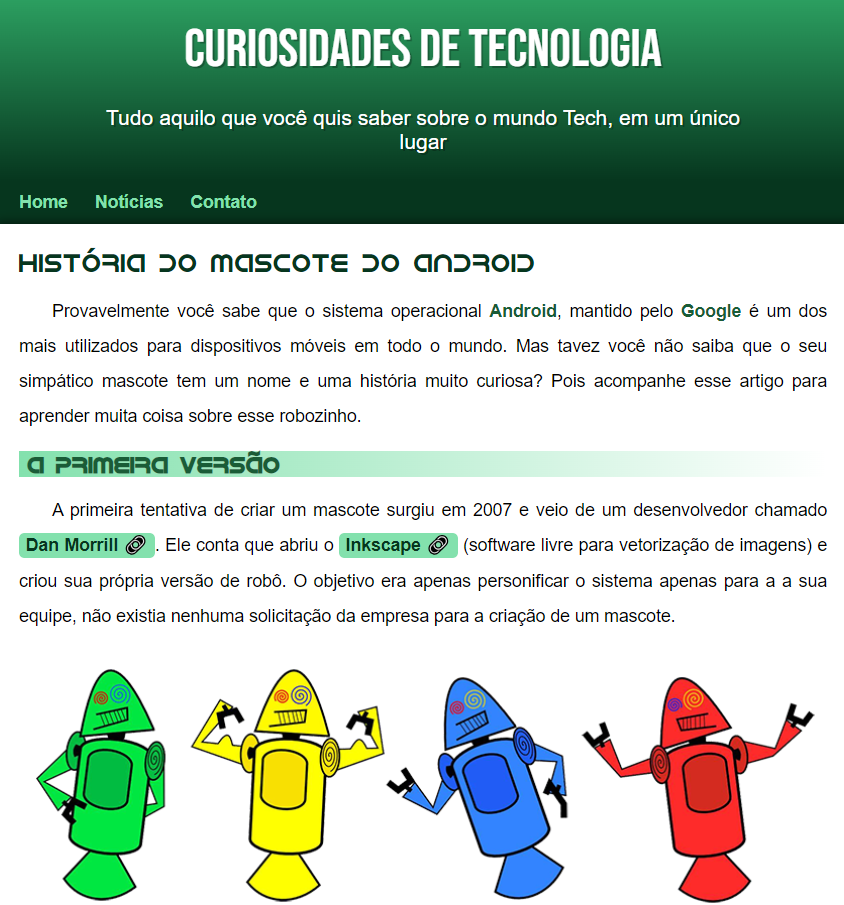 CURIOSIDADES DE TECNOLOGIA
Tudo aquilo que você quis saber sobre o mundo Tech, em um único
lugar
Home Notícias Contato
HISTÓRIA DO MASCOTE DO ANDROID
Provavelmente você sabe que o sistema operacional Android, mantido pelo Google é um dos
mais utilizados para dispositivos móveis em todo o mundo. Mas tavez você não saiba que o seu
simpático mascote tem um nome e uma história muito curiosa? Pois acompanhe esse artigo para
aprender muita coisa sobre esse robozinho.
A PRIMEIRA VERSÃO
A primeira tentativa de criar um mascote surgiu em 2007 e veio de um desenvolvedor chamado
Dan Morrill . Ele conta que abriu o Inkscape (software livre para vetorização de imagens) e
criou sua própria versão de robô. O objetivo era apenas personificar o sistema apenas para a a sua
equipe, não existia nenhuma solicitação da empresa para a criação de um mascote.